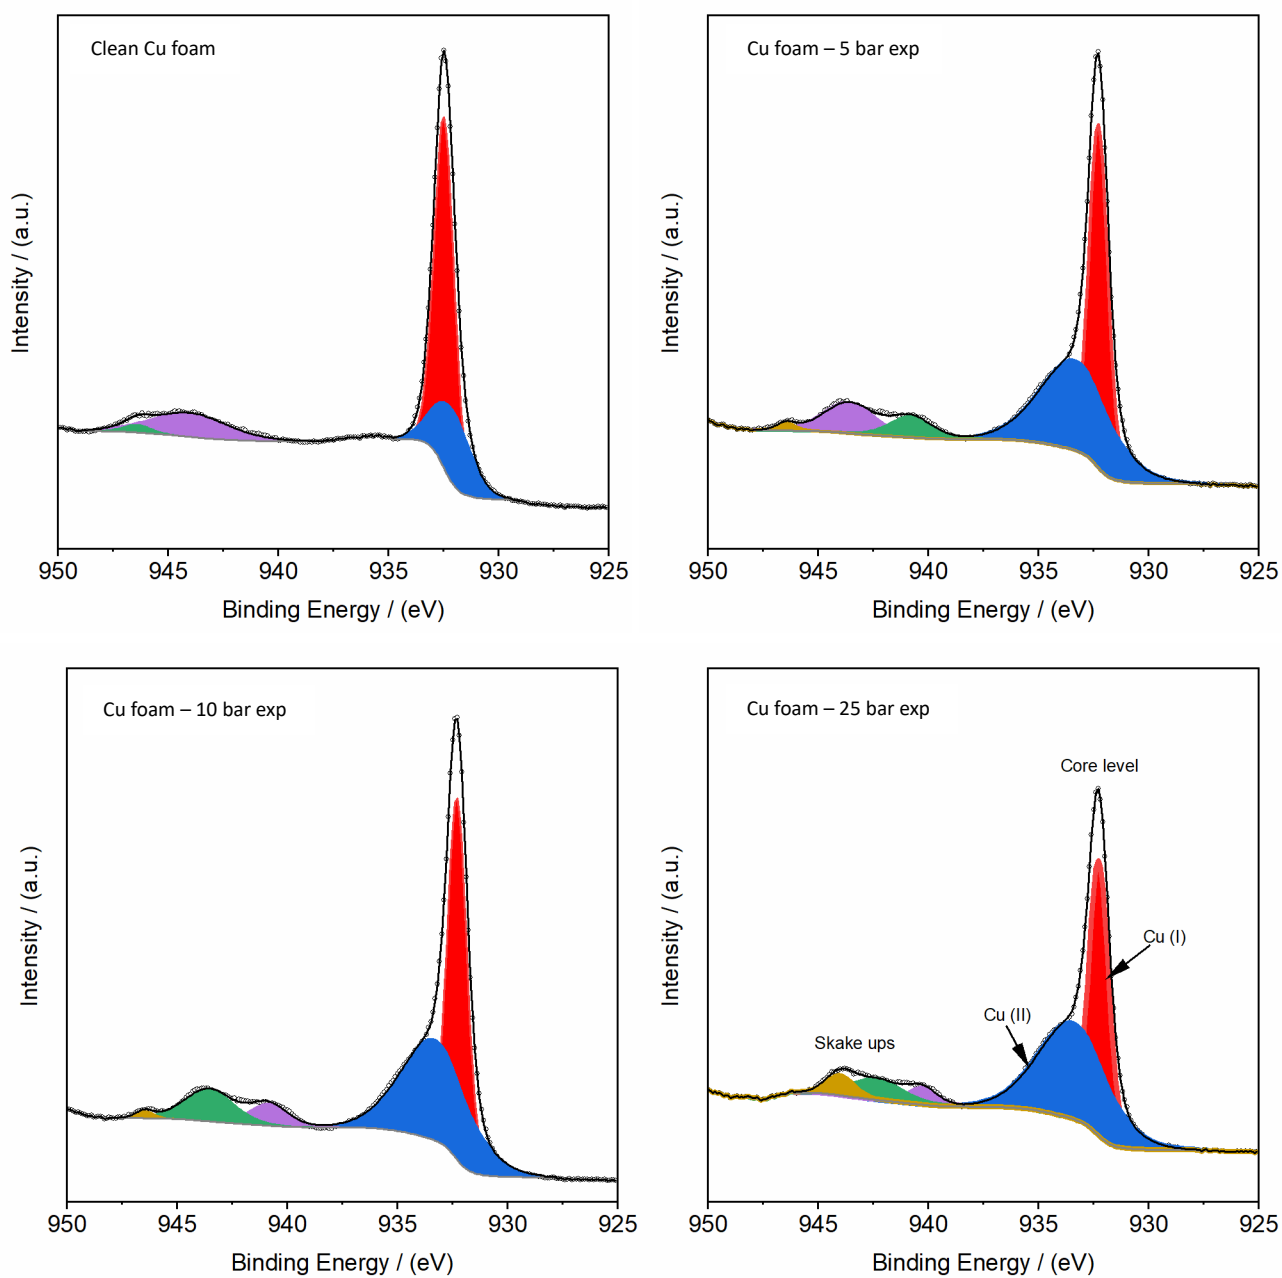 Clean Cu foam
Intensity / (a.u.)
950 945 940 935 930 925
Binding Energy / (eV)
Cu foam – 5 bar exp
Intensity / (a.u.)
950 945 940 935 930 925
Binding Energy / (eV)
Cu foam – 10 bar exp
Intensity / (a.u.)
950 945 940 935 930 925
Binding Energy / (eV)
Cu foam – 25 bar exp
Core level
Cu (I)
Cu (II)
Skake ups
Intensity / (a.u.)
950 945 940 935 930 925
Binding Energy / (eV)